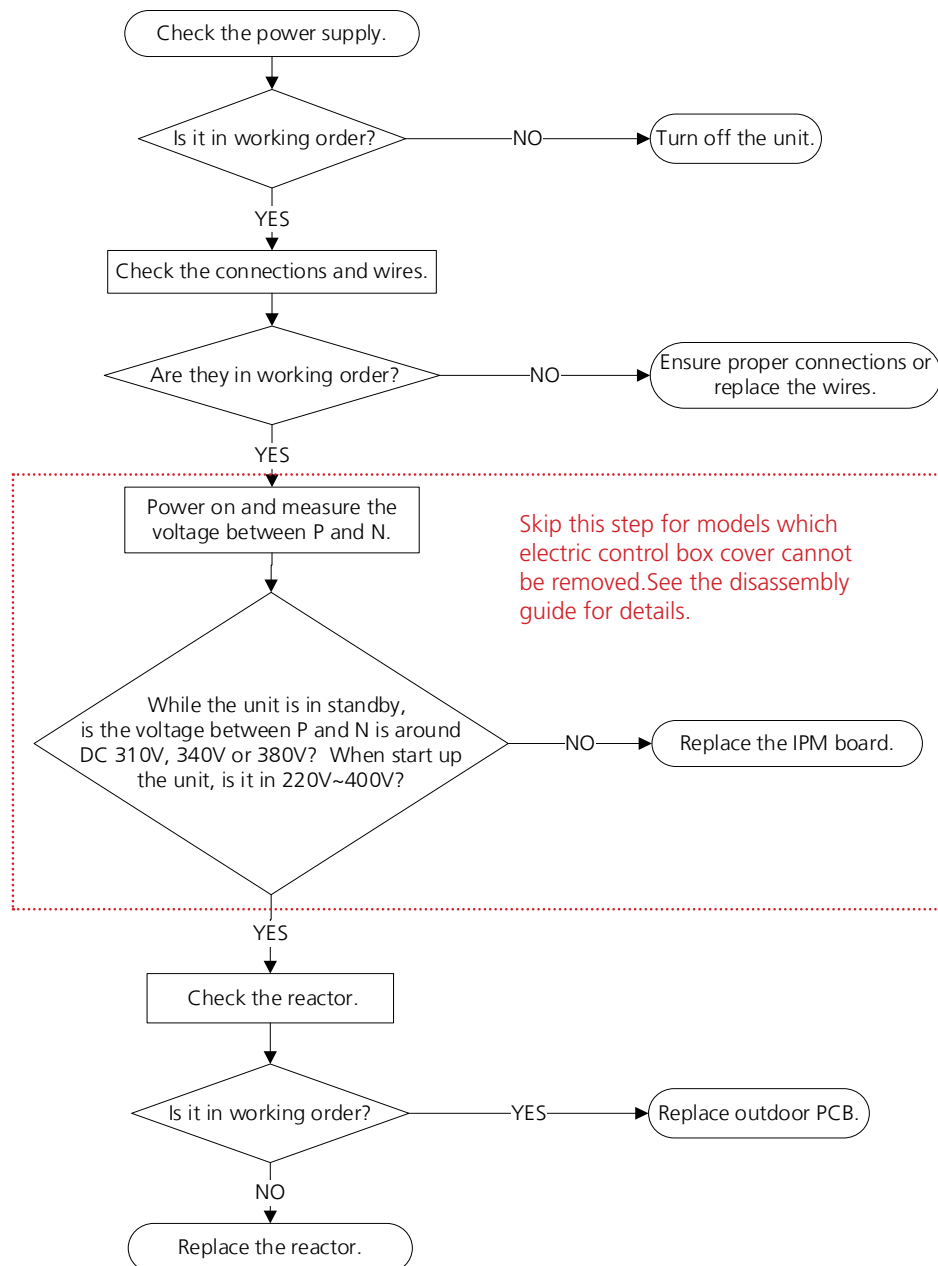 Check the power supply.
Is it in working order?
NO
Turn off the unit.
YES
Check the connections and wires.
Are they in working order?
NO
Ensure proper connections or
replace the wires.
YES
Power on and measure the
voltage between P and N.
Skip this step for models which
electric control box cover cannot
be removed.See the disassembly
guide for details.
While the unit is in standby,
is the voltage between P and N is around
DC 310V, 340V or 380V? When start up
the unit, is it in 220V~400V?
NO
Replace the IPM board.
YES
Check the reactor.
Is it in working order?
YES
Replace outdoor PCB.
NO
Replace the reactor.